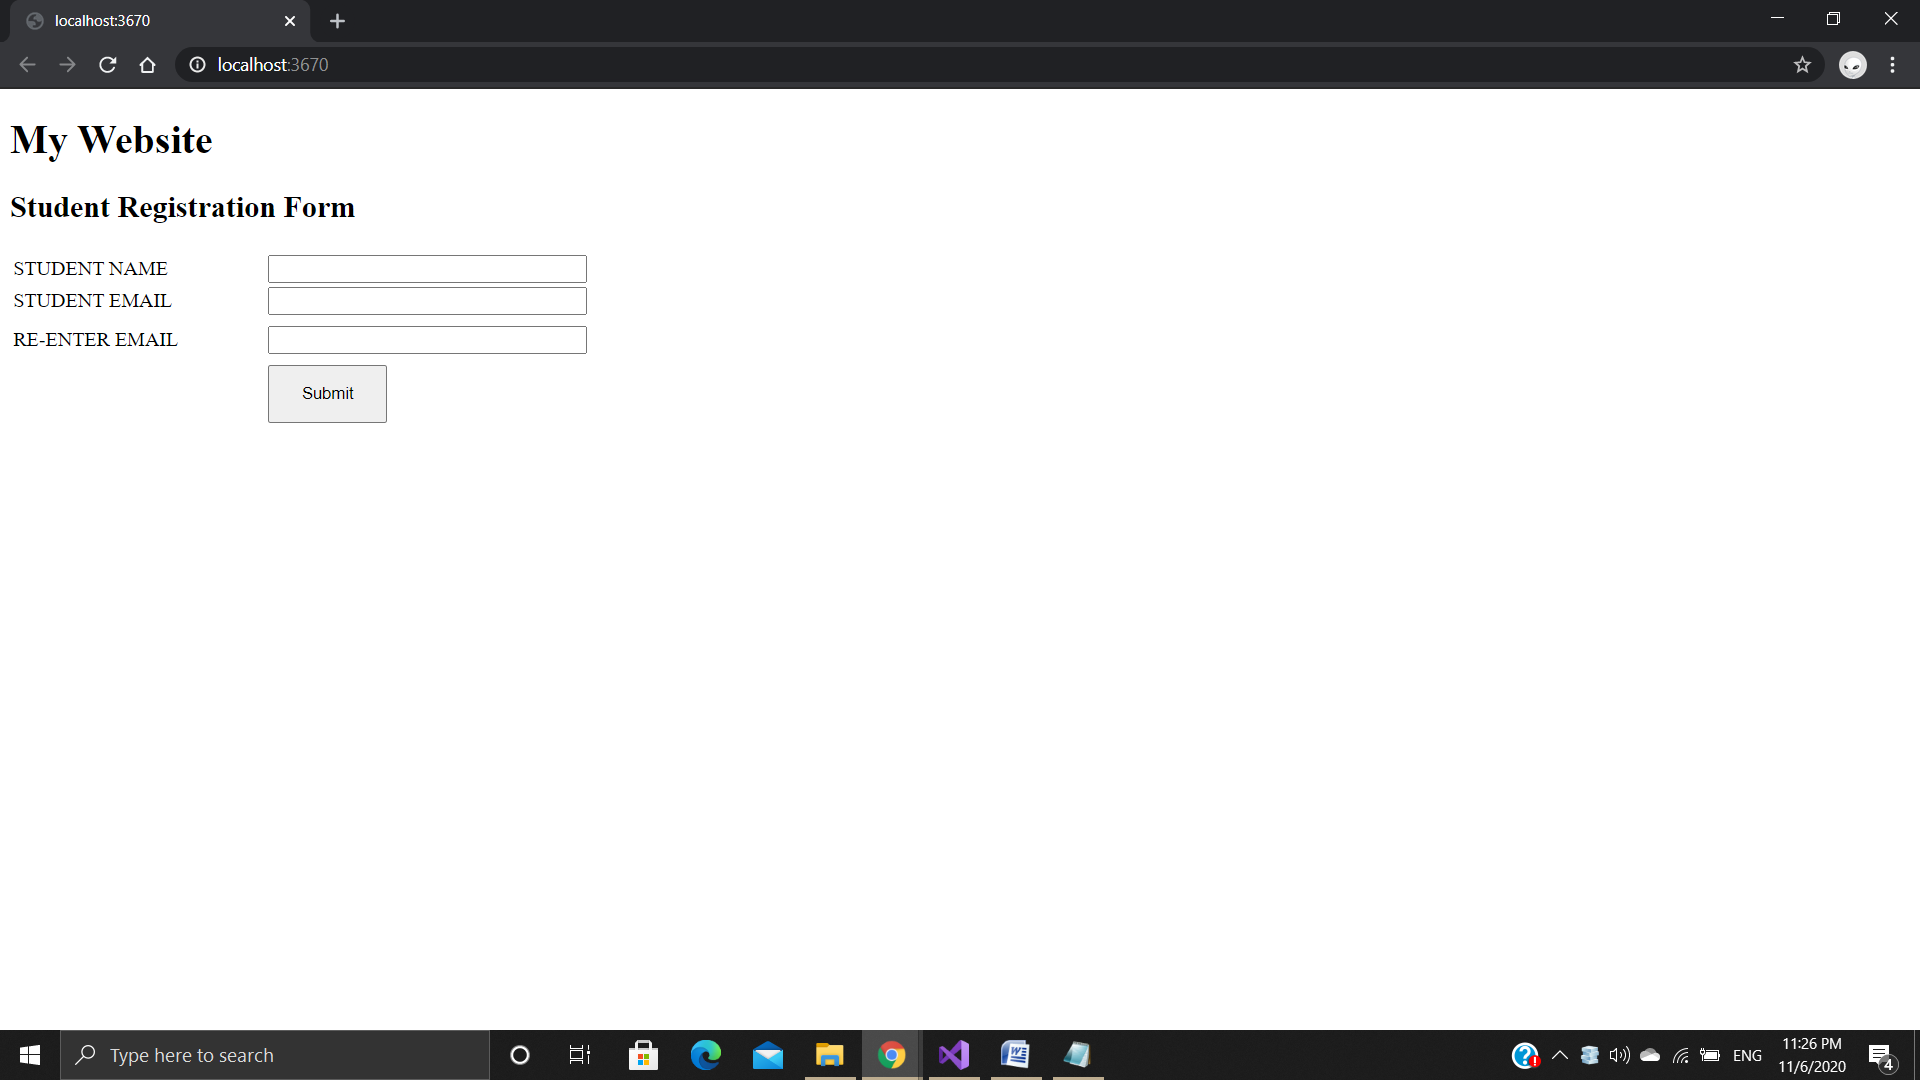 localhost:3670
localhost:3670
My Website
Student Registration Form
STUDENT NAME
STUDENT EMAIL
RE-ENTER EMAIL
Submit
Type here to search
ENG
11:26 PM
11/6/2020
4